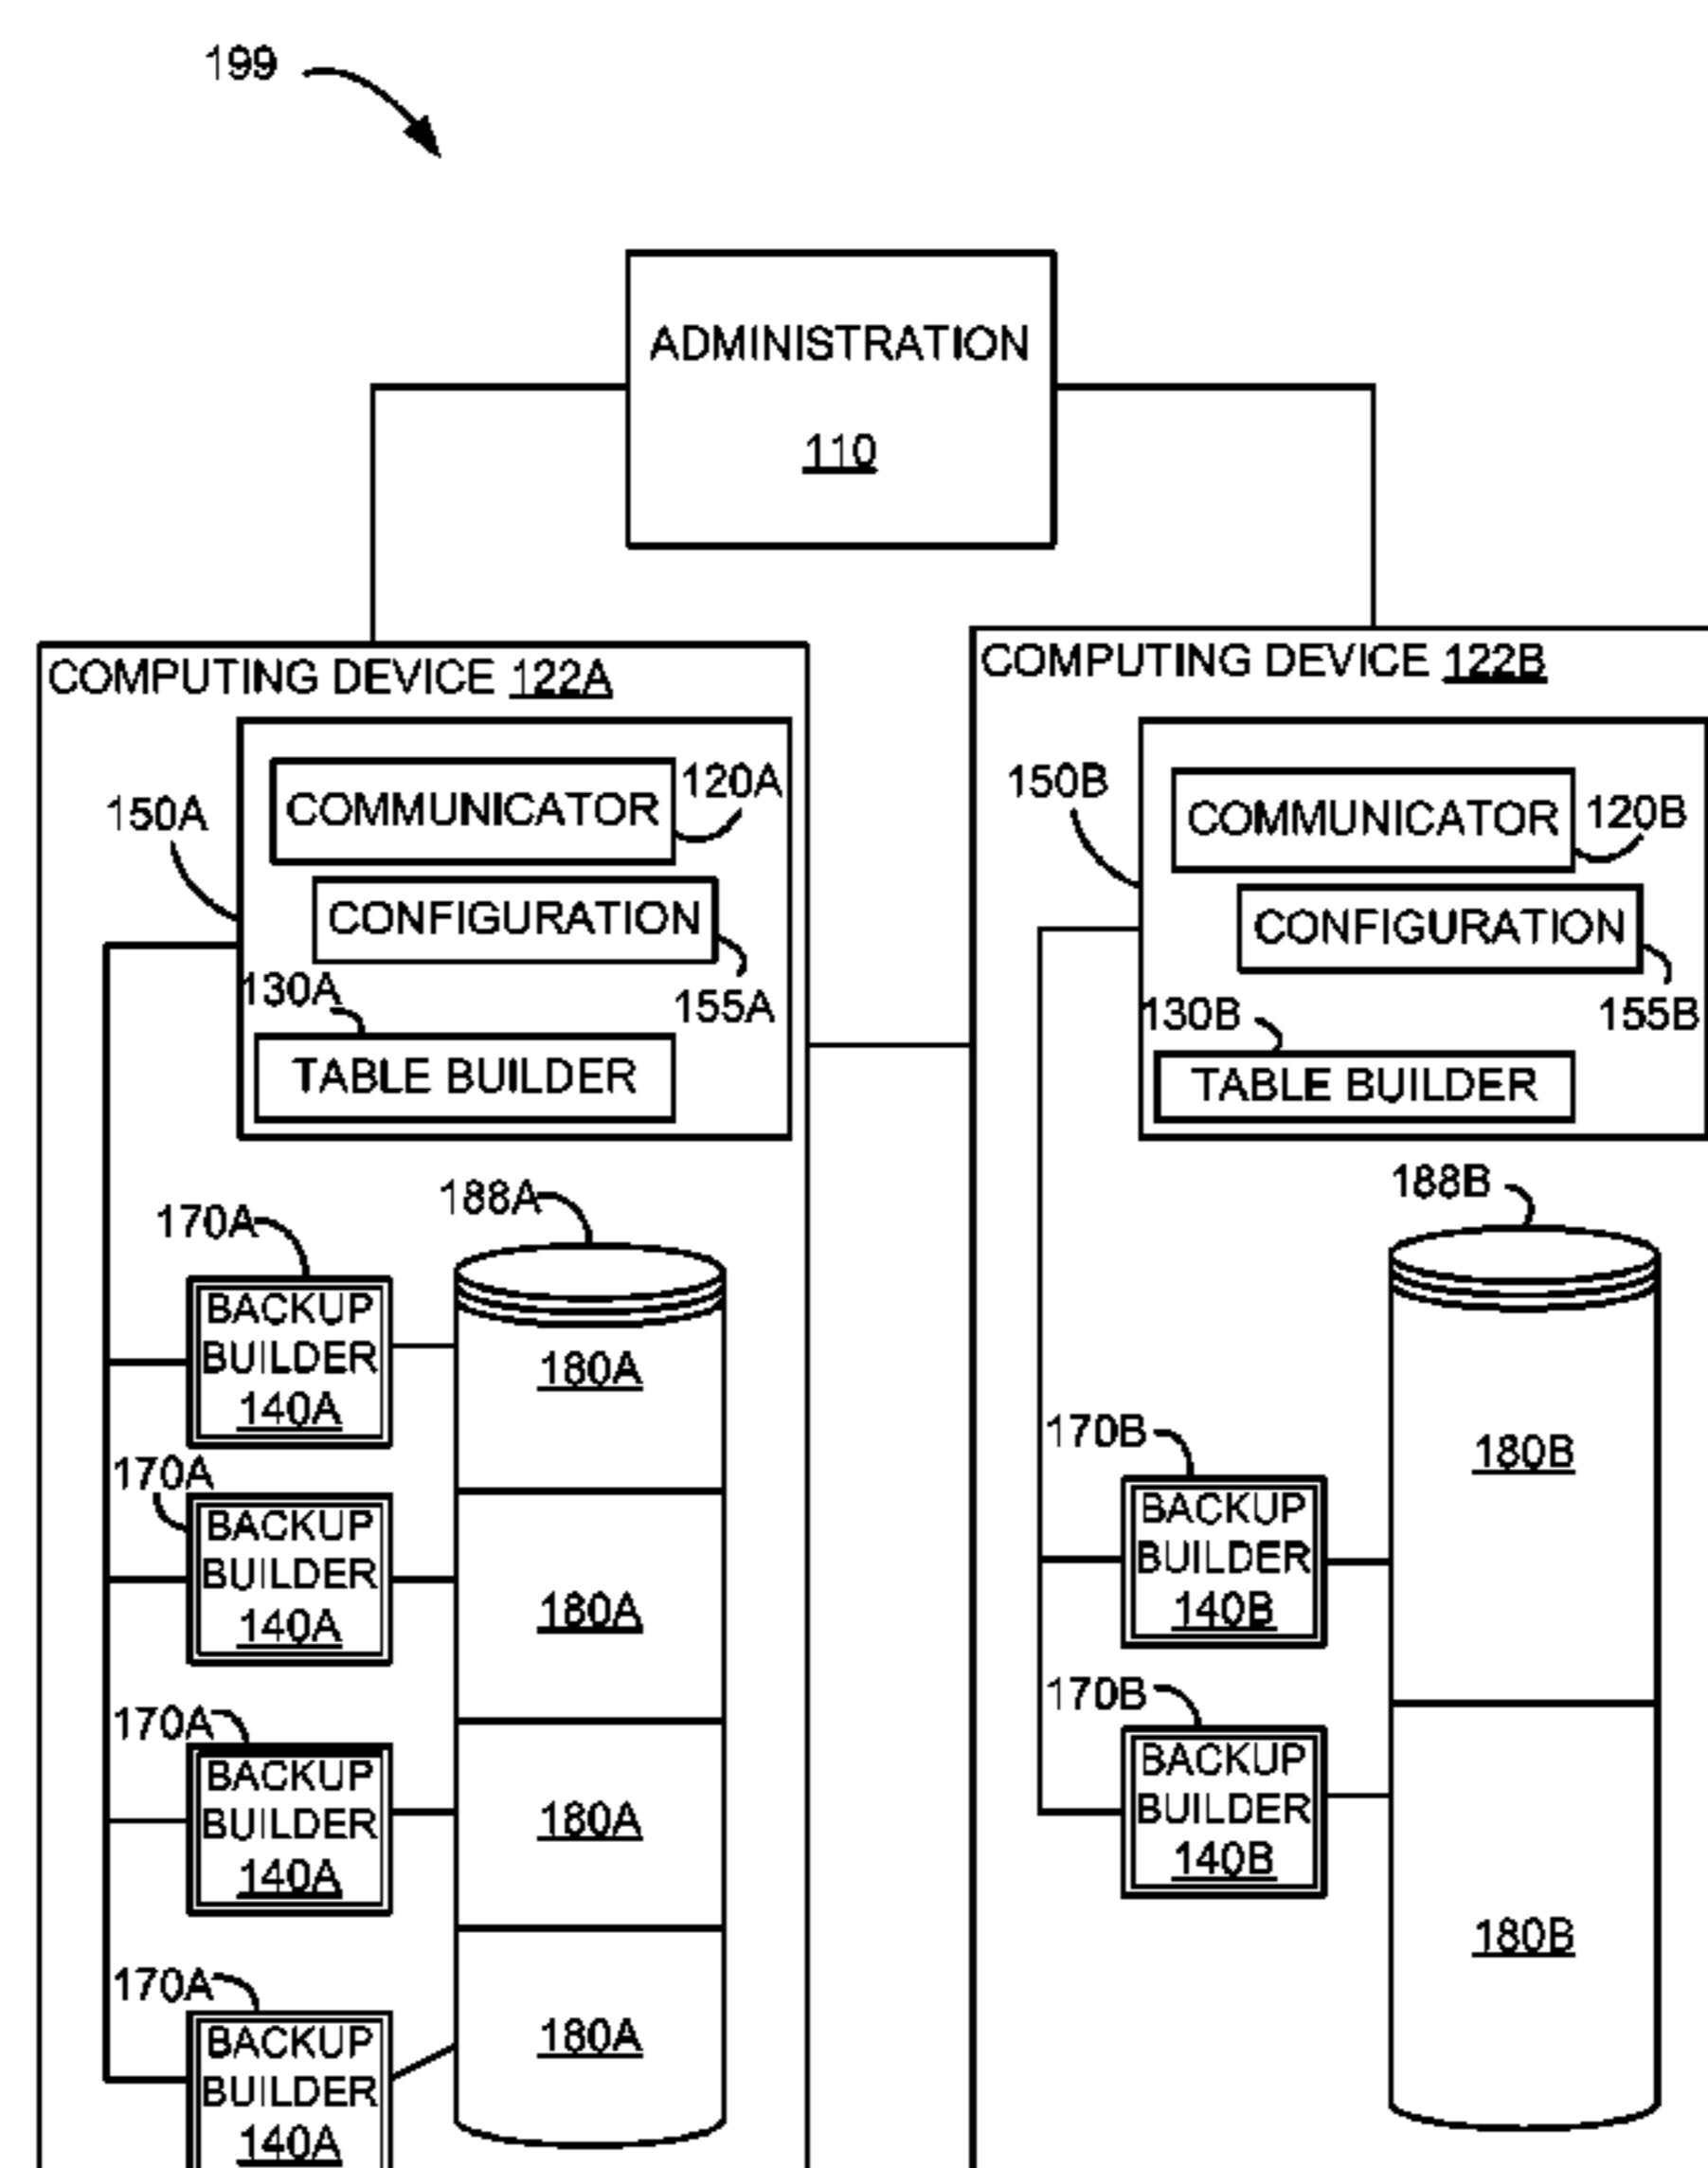 199
ADMINISTRATION
110
COMPUTING DEVICE 122A
150A
COMMUNICATOR
120A
CONFIGURATION
155A
130A
TABLE BUILDER
170A
188A
BACKUP
BUILDER
140A
180A
170A
BACKUP
BUILDER
140A
180A
170A
BACKUP
BUILDER
140A
180A
170A
BACKUP
BUILDER
140A
180A
COMPUTING DEVICE 122B
150B
COMMUNICATOR
120B
CONFIGURATION
155B
130B
TABLE BUILDER
188B
170B
BACKUP
BUILDER
140B
180B
170B
BACKUP
BUILDER
140B
180B